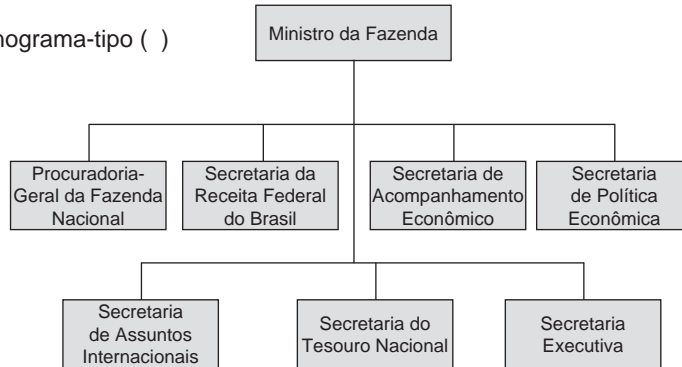 nograma-tipo ( )
Ministro da Fazenda
Procuradoria-
Geral da Fazenda
Nacional
Secretaria da
Receita Federal
do Brasil
Secretaria de
Acompanhamento
Econômico
Secretaria
de Política
Econômica
Secretaria
de Assuntos
Internacionais
Secretaria do
Tesouro Nacional
Secretaria
Executiva